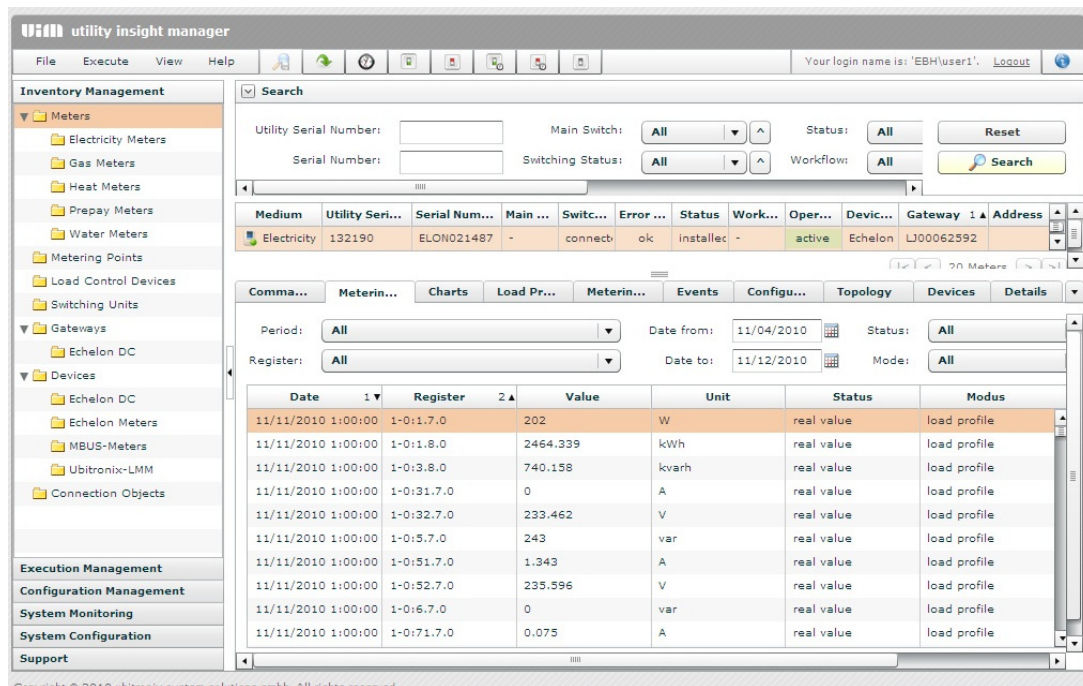 uim utility insight manager
File Execute View Help Your login name is: 'EBH\user1'. Logout
Inventory Management
Meters
Electricity Meters
Gas Meters
Heat Meters
Prepay Meters
Water Meters
Metering Points
Load Control Devices
Switching Units
Gateways
Echelon DC
Devices
Echelon DC
Echelon Meters
MBUS-Meters
Ubitronix-LMM
Connection Objects
Execution Management
Configuration Management
System Monitoring
System Configuration
Support
Search
Utility Serial Number: Main Switch: All Status: All Reset
Serial Number: Switching Status: All Workflow: All Search
Medium Utility Seri... Serial Num... Main ... Switc... Error ... Status Work... Oper... Devic... Gateway 1 Address
Electricity 132190 ELON021487 - connect ok installed - active Echelon LJ00062592
20 Meters
Comma... Meterin... Charts Load Pr... Meterin... Events Configu... Topology Devices Details
Period: All Date from: 11/04/2010 Status: All
Register: All Date to: 11/12/2010 Mode: All
Date 1 Register 2 Value Unit Status Modus
11/11/2010 1:00:00 1-0:1.7.0 202 W real value load profile
11/11/2010 1:00:00 1-0:1.8.0 2464.339 kWh real value load profile
11/11/2010 1:00:00 1-0:3.8.0 740.158 kvarh real value load profile
11/11/2010 1:00:00 1-0:31.7.0 0 A real value load profile
11/11/2010 1:00:00 1-0:32.7.0 233.462 V real value load profile
11/11/2010 1:00:00 1-0:5.7.0 243 var real value load profile
11/11/2010 1:00:00 1-0:51.7.0 1.343 A real value load profile
11/11/2010 1:00:00 1-0:52.7.0 235.596 V real value load profile
11/11/2010 1:00:00 1-0:6.7.0 0 var real value load profile
11/11/2010 1:00:00 1-0:71.7.0 0.075 A real value load profile